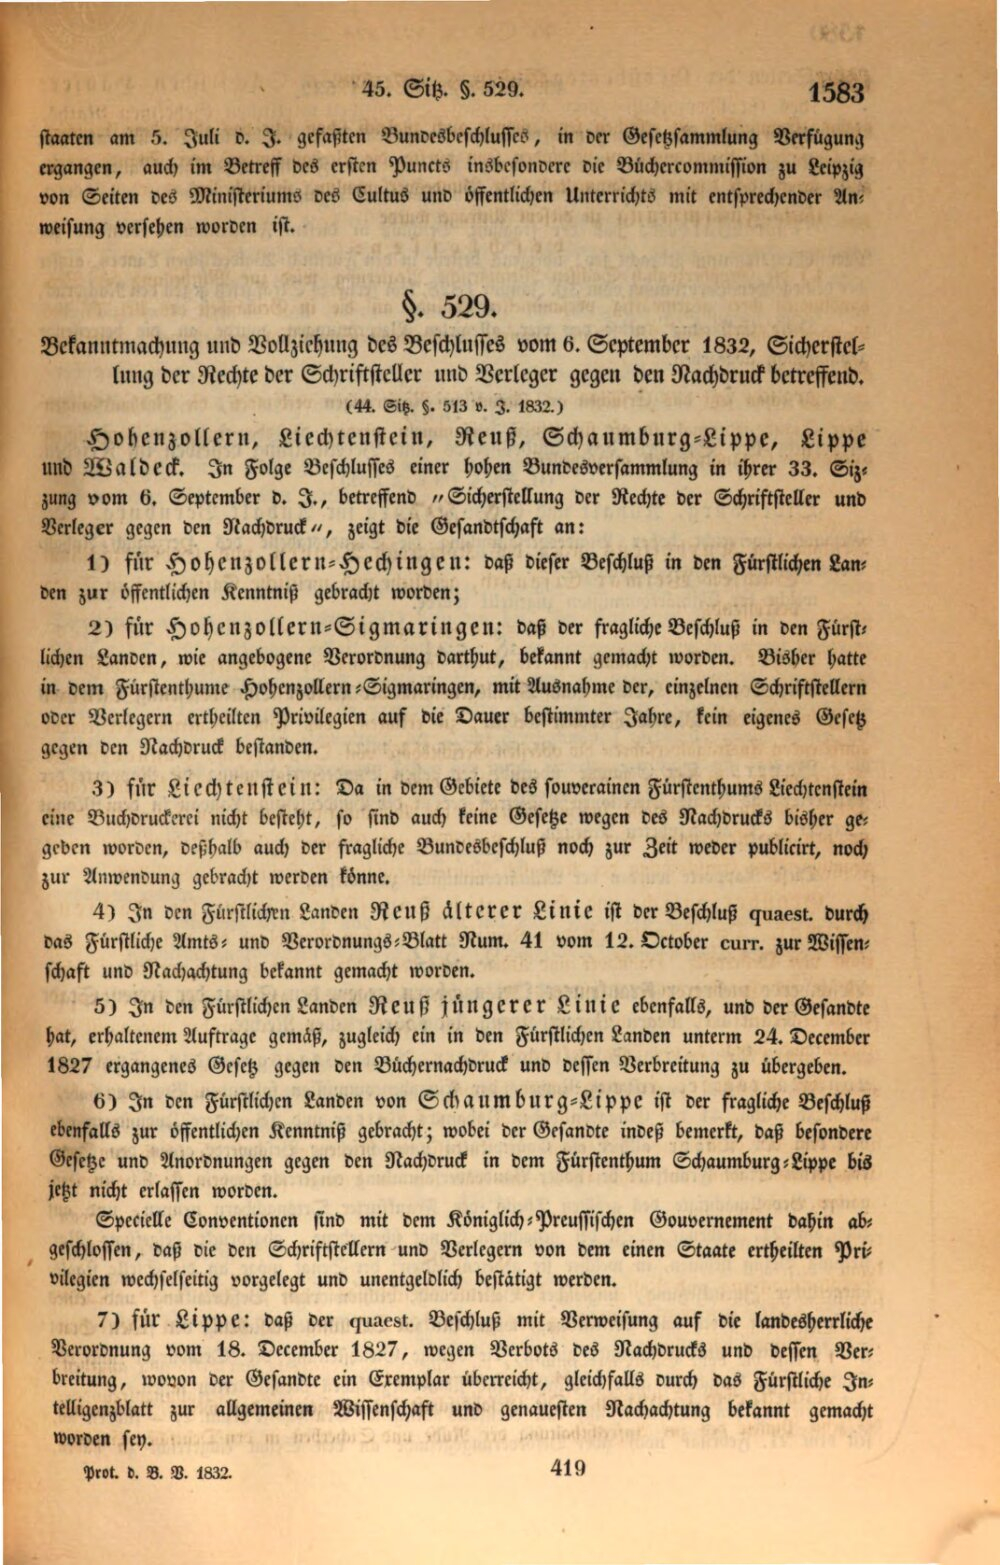 45. Sitz. §. 529.
1583
staaten am 5. Juli d. J. gefaßten Bundesbeschlusses, in der Gesetzsammlung Verfügung
ergangen, auch im Betreff des ersten Puncts insbesondere die Büchercommission zu Leipzig
von Seiten des Ministeriums des Cultus und öffentlichen Unterrichts mit entsprechender An-
weisung versehen worden ist.
§. 529.
Bekanntmachung und Vollziehung des Beschlusses vom 6. September 1832, Sicherstel-
lung der Rechte der Schriftsteller und Verleger gegen den Nachdruck betreffend.
(44. Sitz. §. 513 v. J. 1832.)
Hohenzollern, Liechtenstein, Reuß, Schaumburg-Lippe, Lippe
und Waldeck. In Folge Beschlusses einer hohen Bundesversammlung in ihrer 33. Siz-
zung vom 6. September d. J., betreffend „Sicherstellung der Rechte der Schriftsteller und
Verleger gegen den Nachdruck„, zeigt die Gesandtschaft an:
1) für Hohenzollern-Hechingen: daß dieser Beschluß in den Fürstlichen Lan-
den zur öffentlichen Kenntniß gebracht worden;
2) für Hohenzollern-Sigmaringen: daß der fragliche Beschluß in den Fürst-
lichen Landen, wie angebogene Verordnung darthut, bekannt gemacht worden. Bisher hatte
in dem Fürstenthume Hohenzollern-Sigmaringen, mit Ausnahme der, einzelnen Schriftstellern
oder Verlegern ertheilten Privilegien auf die Dauer bestimmter Jahre, kein eigenes Gesetz
gegen den Nachdruck bestanden.
3) für Liechtenstein: Da in dem Gebiete des souverainen Fürstenthums Liechtenstein
eine Buchdruckerei nicht besteht, so sind auch keine Gesetze wegen des Nachdrucks bisher ge-
geben worden, deßhalb auch der fragliche Bundesbeschluß noch zur Zeit weder publicirt, noch
zur Anwendung gebracht werden könne.
4) In den Fürstlichen Landen Reuß älterer Linie ist der Beschluß quaest. durch
das Fürstliche Amts- und Verordnungs-Blatt Num. 41 vom 12. October curr. zur Wissen-
schaft und Nachachtung bekannt gemacht worden.
5) In den Fürstlichen Landen Reuß jüngerer Linie ebenfalls, und der Gesandte
hat, erhaltenem Auftrage gemäß, zugleich ein in den Fürstlichen Landen unterm 24. December
1827 ergangenes Gesetz gegen den Büchernachdruck und dessen Verbreitung zu übergeben.
6) In den Fürstlichen Landen von Schaumburg-Lippe ist der fragliche Beschluß
ebenfalls zur öffentlichen Kenntniß gebracht; wobei der Gesandte indeß bemerkt, daß besondere
Gesetze und Anordnungen gegen den Nachdruck in dem Fürstenthum Schaumburg-Lippe bis
jetzt nicht erlassen worden.
Specielle Conventionen sind mit dem Königlich-Preussischen Gouvernement dahin ab-
geschlossen, daß die den Schriftstellern und Verlegern von dem einen Staate ertheilten Pri-
vilegien wechselseitig vorgelegt und unentgeldlich bestätigt werden.
7) für Lippe: daß der quaest. Beschluß mit Verweisung auf die landesherrliche
Verordnung vom 18. December 1827, wegen Verbots des Nachdrucks und dessen Ver-
breitung, wovon der Gesandte ein Exemplar überreicht, gleichfalls durch das Fürstliche In-
telligenzblatt zur allgemeinen Wissenschaft und genauesten Nachachtung bekannt gemacht
worden sey.
Prot. d. B. V. 1832.
419